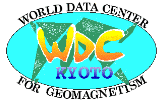 WORLD DATA CENTER
WDC
KYOTO
FOR GEOMAGNETISM